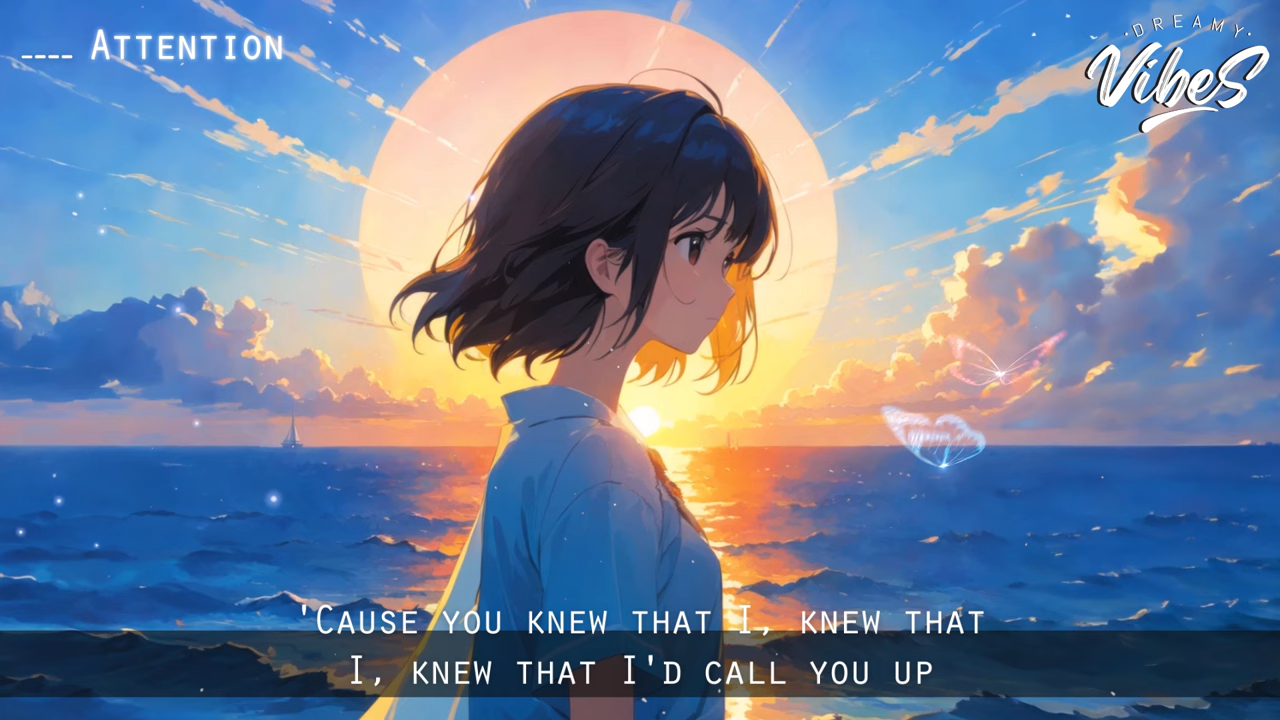 ---- Attention
·DREAMY·
Vibes
'Cause you knew that I, knew that
I, knew that I'd call you up